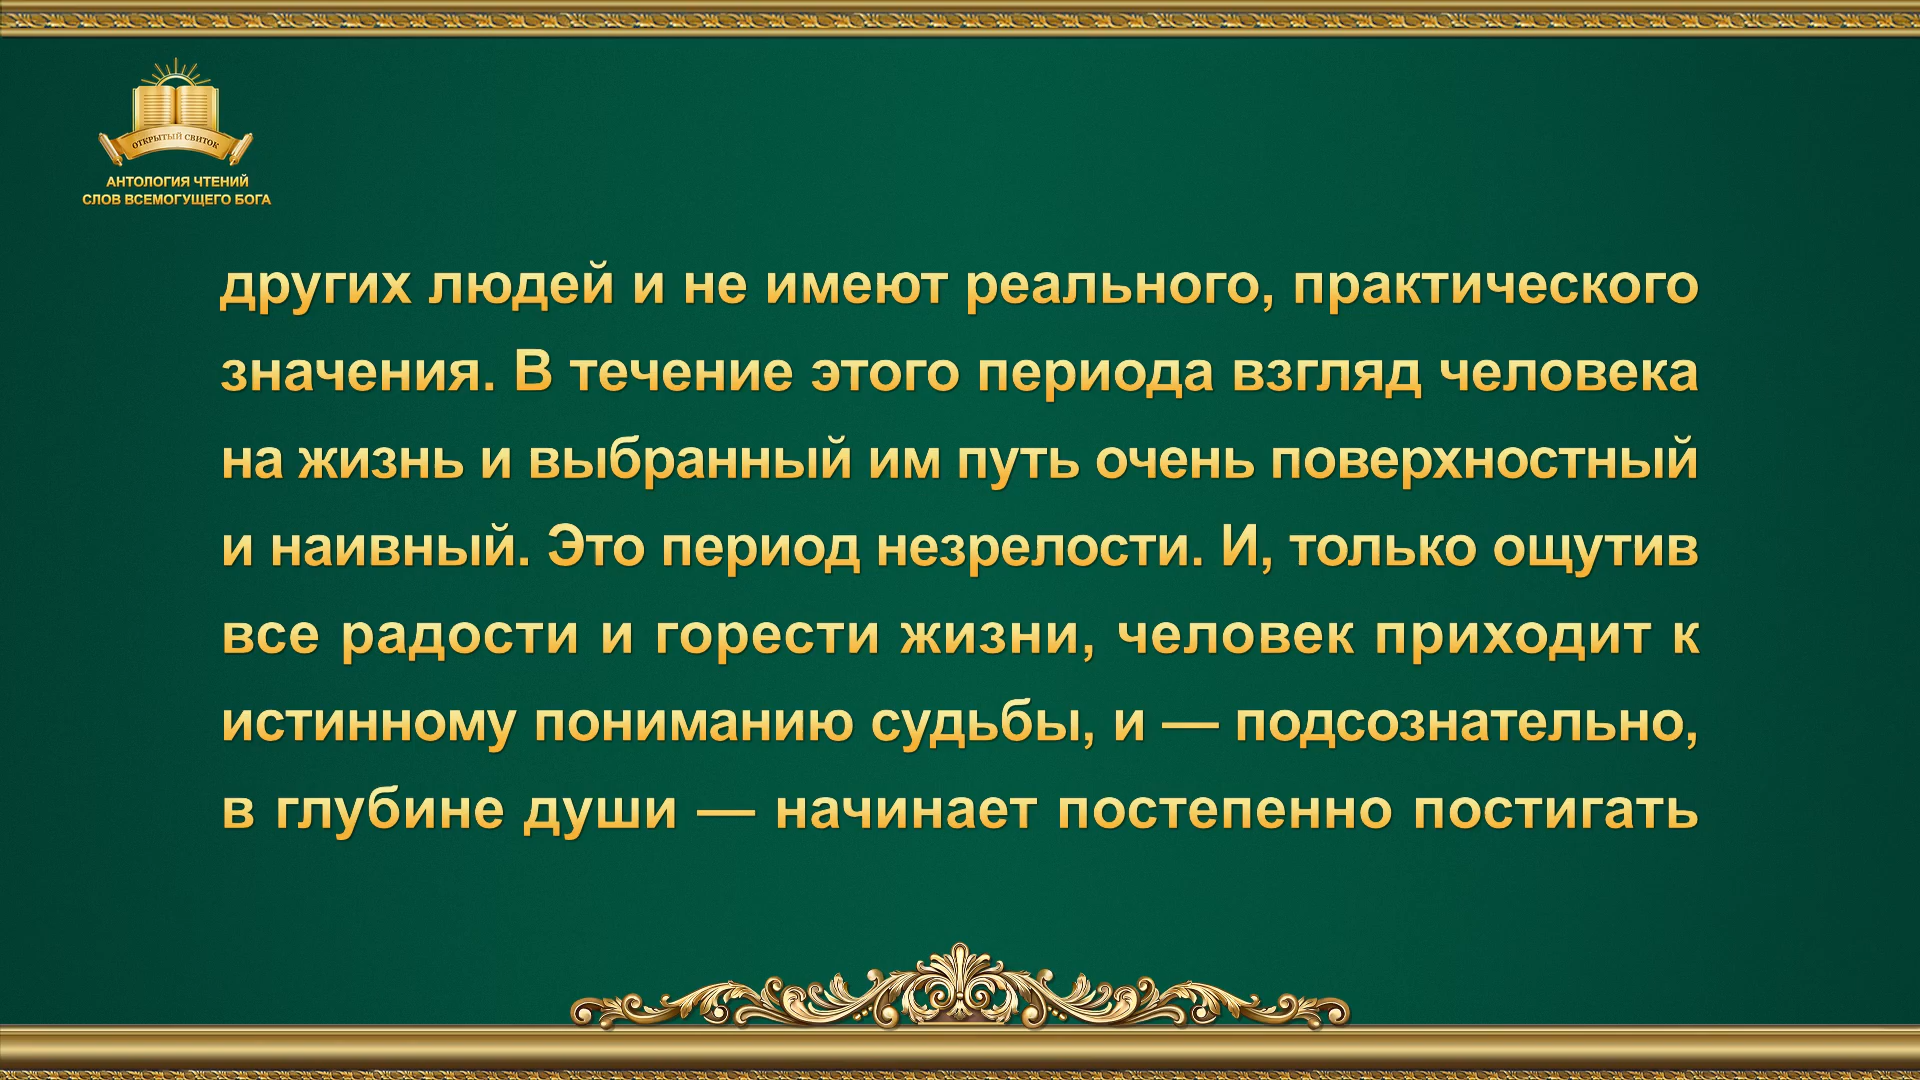 ОТКРЫТЫЙ СВИТОК
АНТОЛОГИЯ ЧТЕНИЙ
СЛОВ ВСЕМОГУЩЕГО БОГА
других людей и не имеют реального, практического
значения. В течение этого периода взгляд человека
на жизнь и выбранный им путь очень поверхностный
и наивный. Это период незрелости. И, только ощутив
все радости и горести жизни, человек приходит к
истинному пониманию судьбы, и — подсознательно,
в глубине души — начинает постепенно постигать